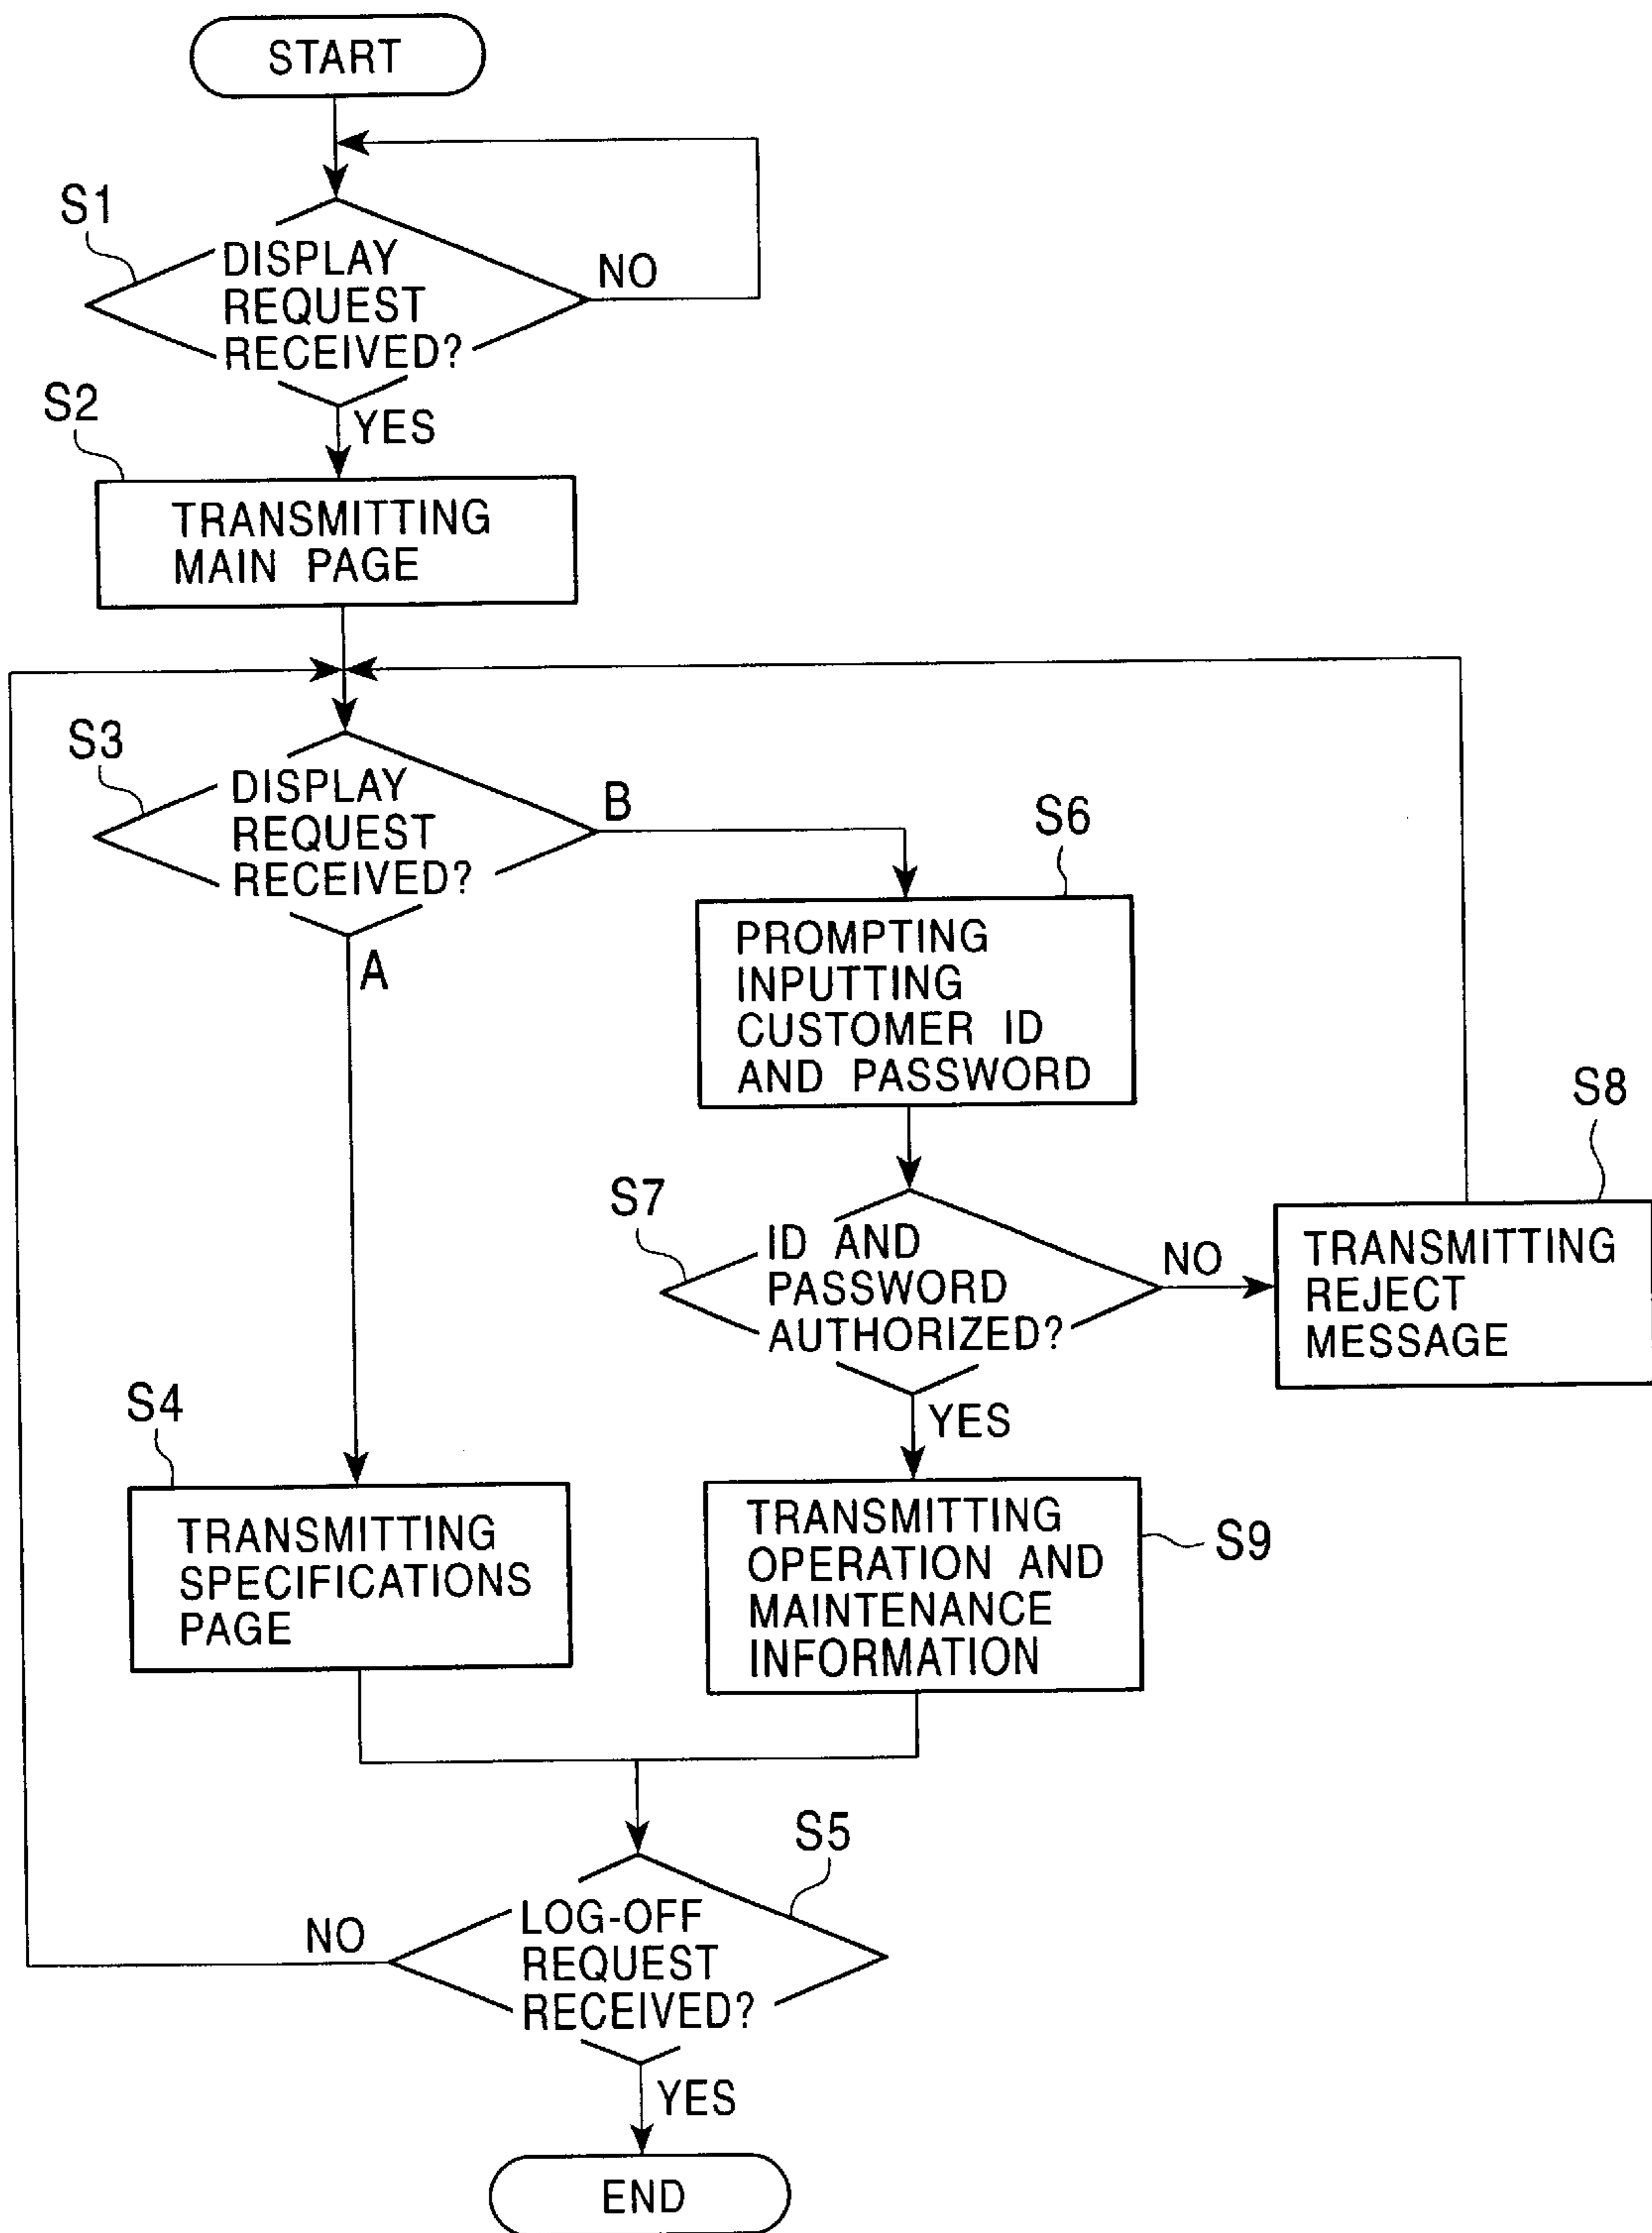 START
S1
DISPLAY
REQUEST
RECEIVED?
NO
YES
S2
TRANSMITTING
MAIN PAGE
S3
DISPLAY
REQUEST
RECEIVED?
B
A
S6
PROMPTING
INPUTTING
CUSTOMER ID
AND PASSWORD
S7
ID AND
PASSWORD
AUTHORIZED?
NO
YES
S8
TRANSMITTING
REJECT
MESSAGE
S4
TRANSMITTING
SPECIFICATIONS
PAGE
TRANSMITTING
OPERATION AND
MAINTENANCE
INFORMATION
S9
S5
LOG-OFF
REQUEST
RECEIVED?
NO
YES
END